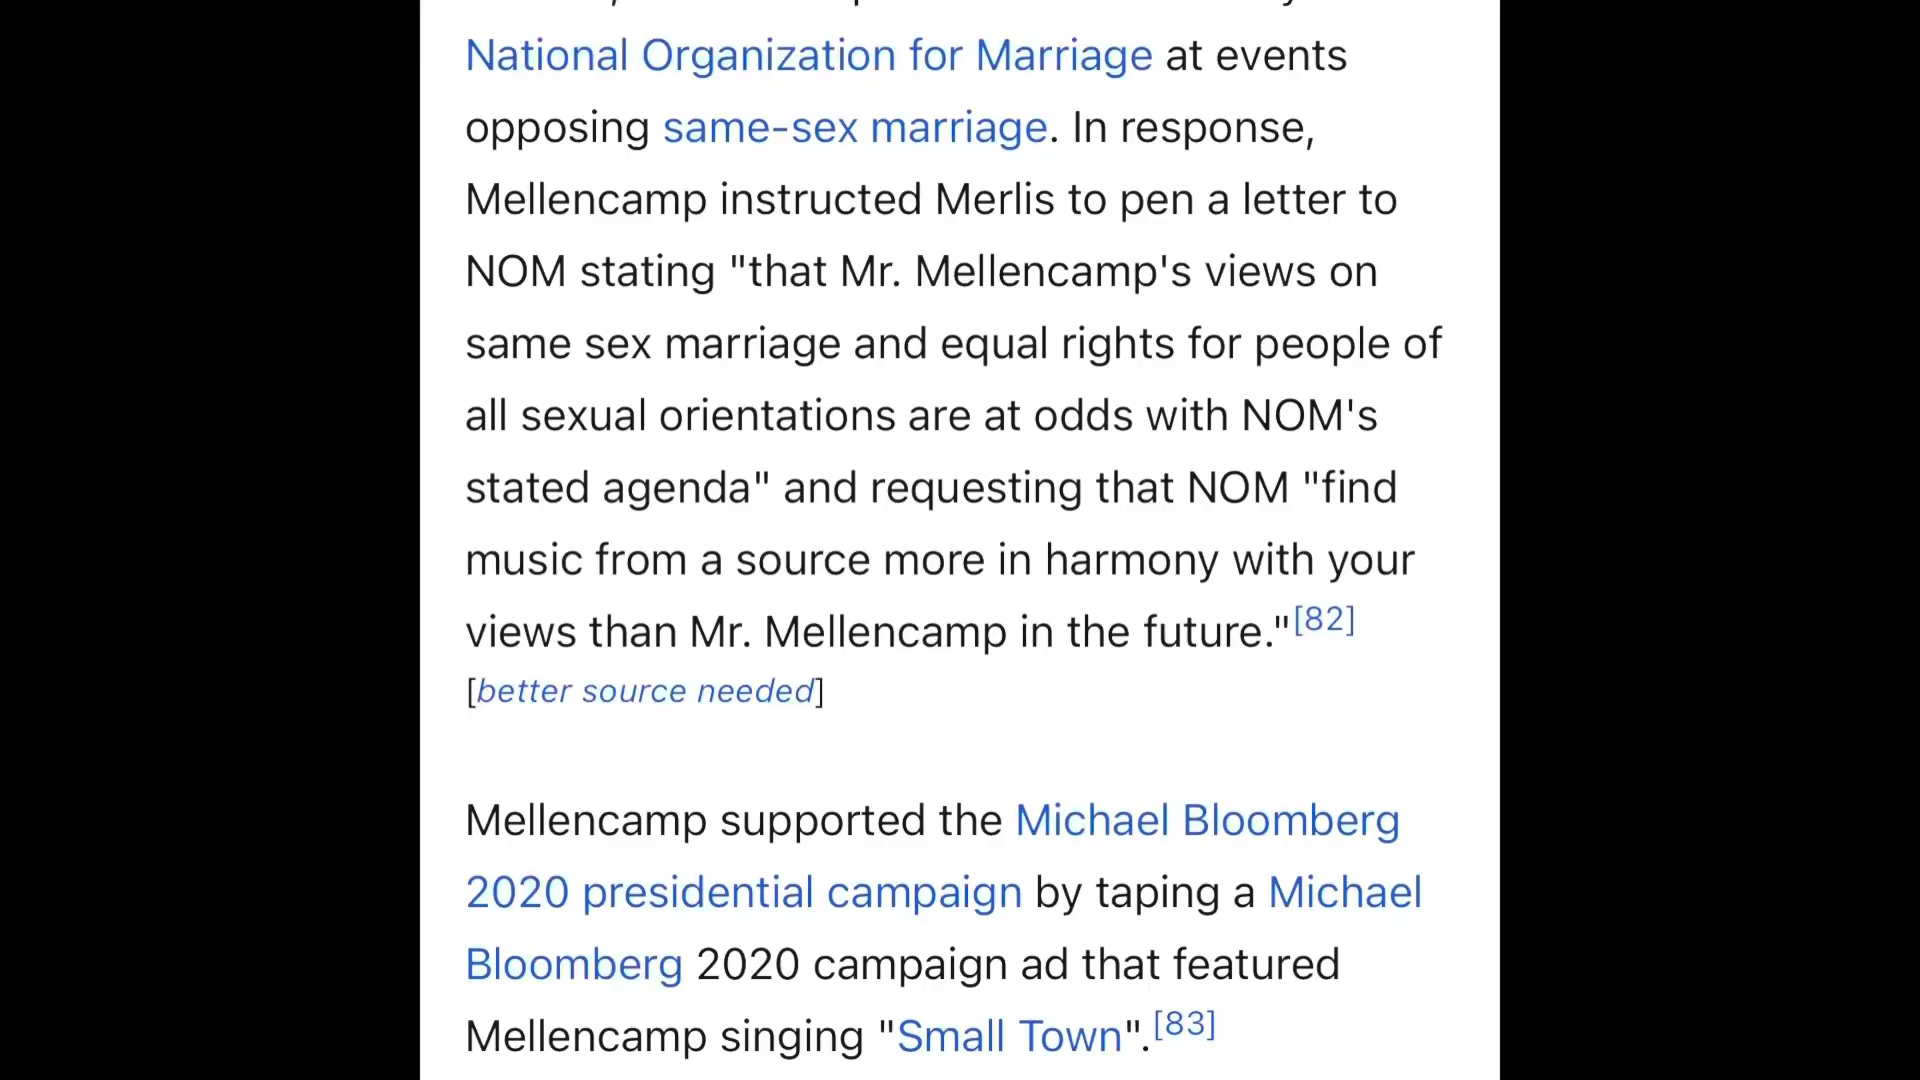 National Organization for Marriage at events
opposing same-sex marriage. In response,
Mellencamp instructed Merlis to pen a letter to
NOM stating "that Mr. Mellencamp's views on
same sex marriage and equal rights for people of
all sexual orientations are at odds with NOM's
stated agenda" and requesting that NOM "find
music from a source more in harmony with your
views than Mr. Mellencamp in the future."[82]
[better source needed]
Mellencamp supported the Michael Bloomberg
2020 presidential campaign by taping a Michael
Bloomberg 2020 campaign ad that featured
Mellencamp singing "Small Town".[83]